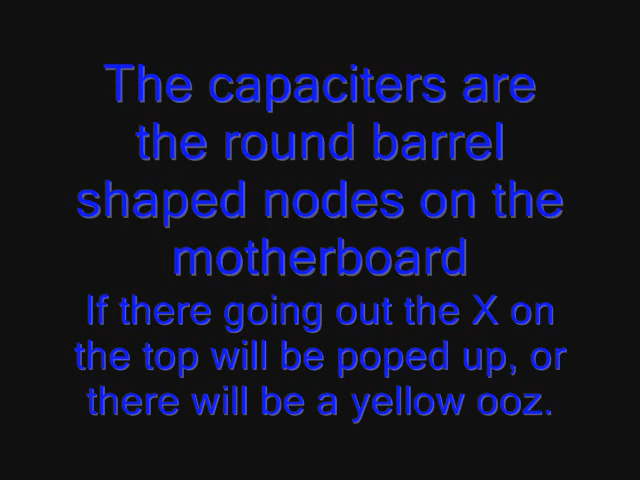 The capaciters are
the round barrel
shaped nodes on the
motherboard
If there going out the X on
the top will be poped up, or
there will be a yellow ooz.